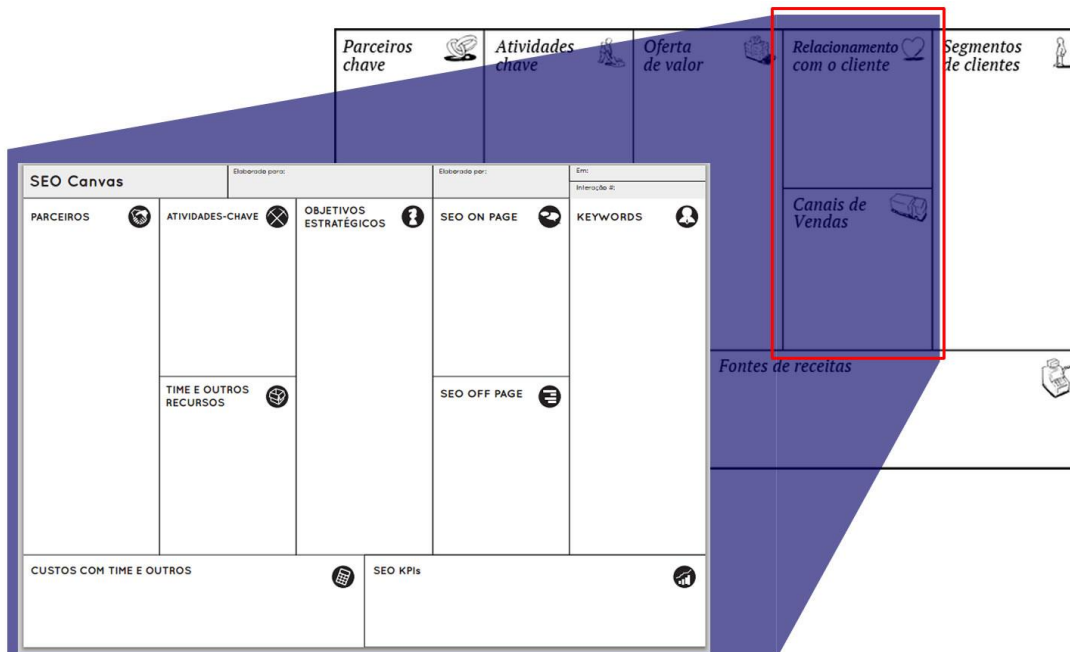 Parceiros
chave
Atividades
chave
Oferta
de valor
Relacionamento
com o cliente
Segmentos
de clientes
Canais de
Vendas
Fontes de receitas
SEO Canvas
Elaborado para:
Elaborado por:
Em:
Interação #:
PARCEIROS
ATIVIDADES-CHAVE
OBJETIVOS
ESTRATÉGICOS
SEO ON PAGE
KEYWORDS
TIME E OUTROS
RECURSOS
SEO OFF PAGE
CUSTOS COM TIME E OUTROS
SEO KPIs